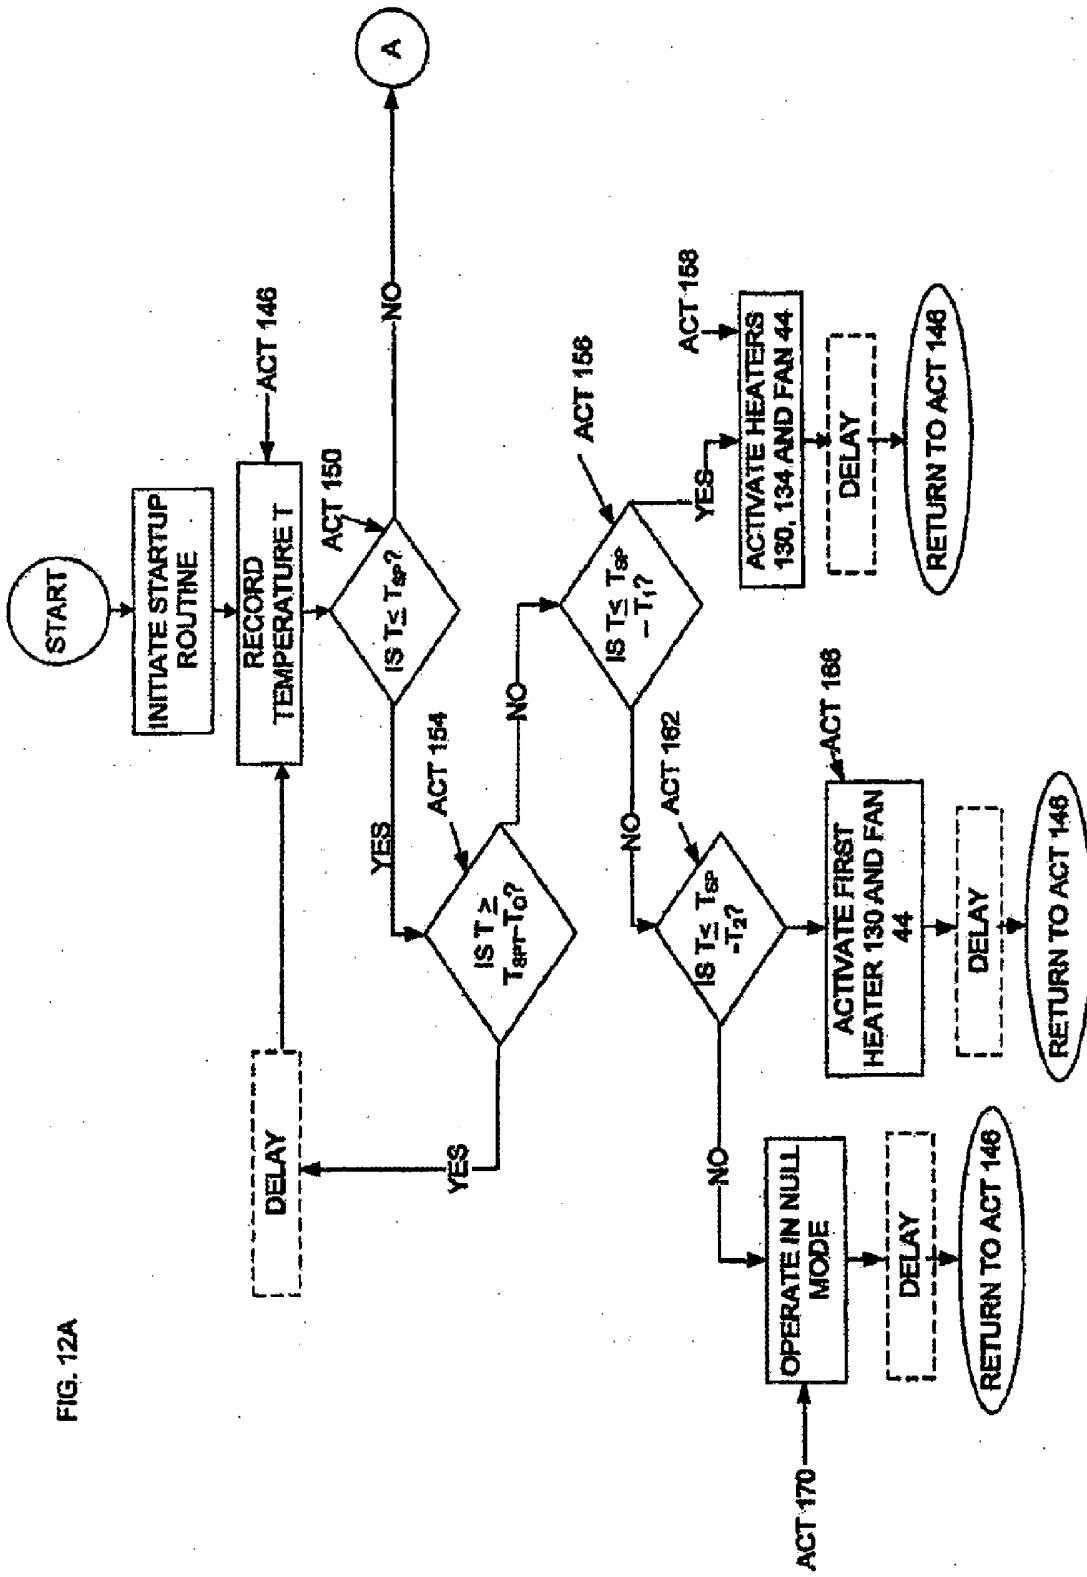 FIG. 12A
START
INITIATE STARTUP
ROUTINE
RECORD
TEMPERATURE T
ACT 146
ACT 150
IS T ≤ T_SP?
NO
A
YES
ACT 154
IS T ≥
T_SPT-T_O?
YES
DELAY
NO
ACT 156
IS T ≤ T_SP
- T_1?
YES
ACT 158
ACTIVATE HEATERS
130, 134 AND FAN 44
DELAY
RETURN TO ACT 146
NO
ACT 162
IS T ≤ T_SP
-T_2?
ACT 166
ACTIVATE FIRST
HEATER 130 AND FAN
44
DELAY
RETURN TO ACT 146
NO
OPERATE IN NULL
MODE
ACT 170
DELAY
RETURN TO ACT 146